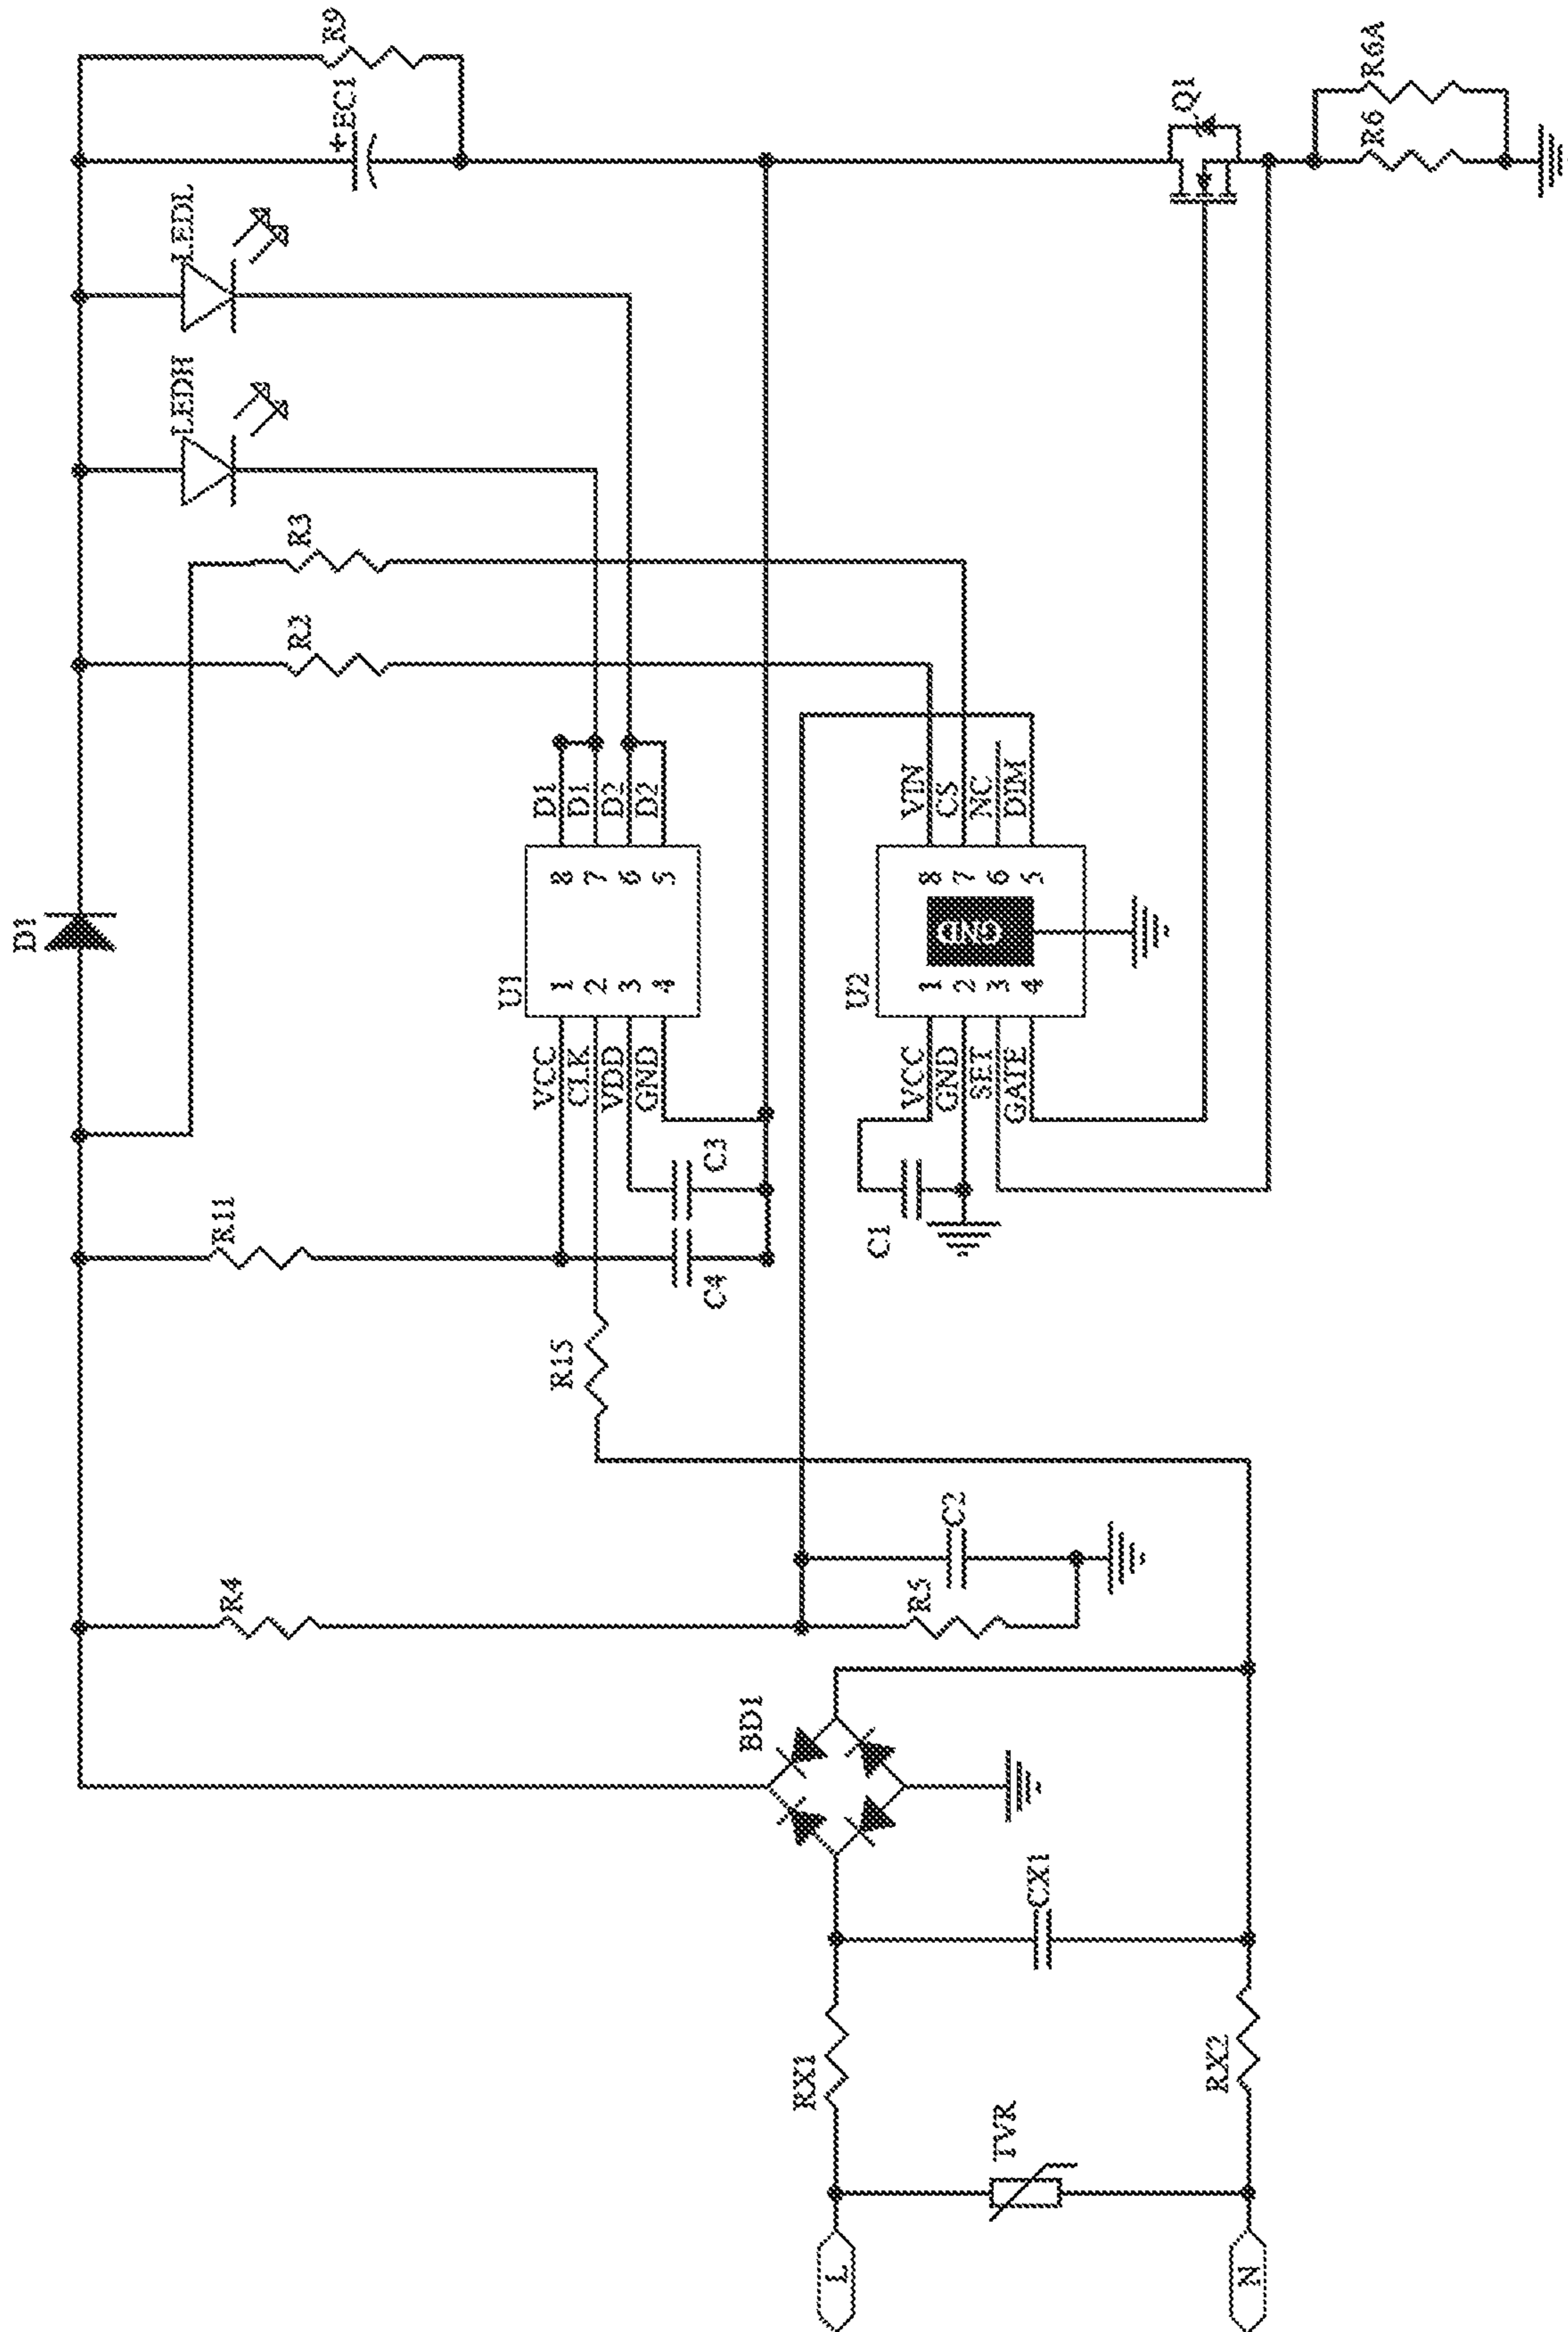 D1
R9
EC1
+
LEDL
LEDH
R3
R2
R11
R4
R15
U1
VCC 1 8 D1
CLK 2 7 D1
VDD 3 6 D2
GND 4 5 D2
C3
C4
U2
VCC 1 8 VIN
GND 2 7 CS
SET 3 6 NC
GATE 4 5 DIM
GND
C1
Q1
R6
R6A
C2
R5
BD1
CX1
RX1
RX2
TVR
L
N